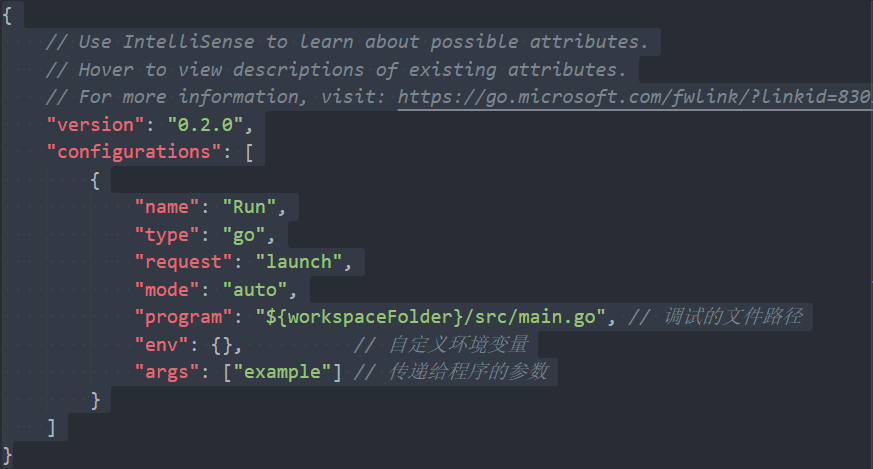 {
    // Use IntelliSense to learn about possible attributes.
    // Hover to view descriptions of existing attributes.
    // For more information, visit: https://go.microsoft.com/fwlink/?linkid=830
    "version": "0.2.0",
    "configurations": [
        {
            "name": "Run",
            "type": "go",
            "request": "launch",
            "mode": "auto",
            "program": "${workspaceFolder}/src/main.go", // 调试的文件路径
            "env": {},          // 自定义环境变量
            "args": ["example"] // 传递给程序的参数
        }
    ]
}